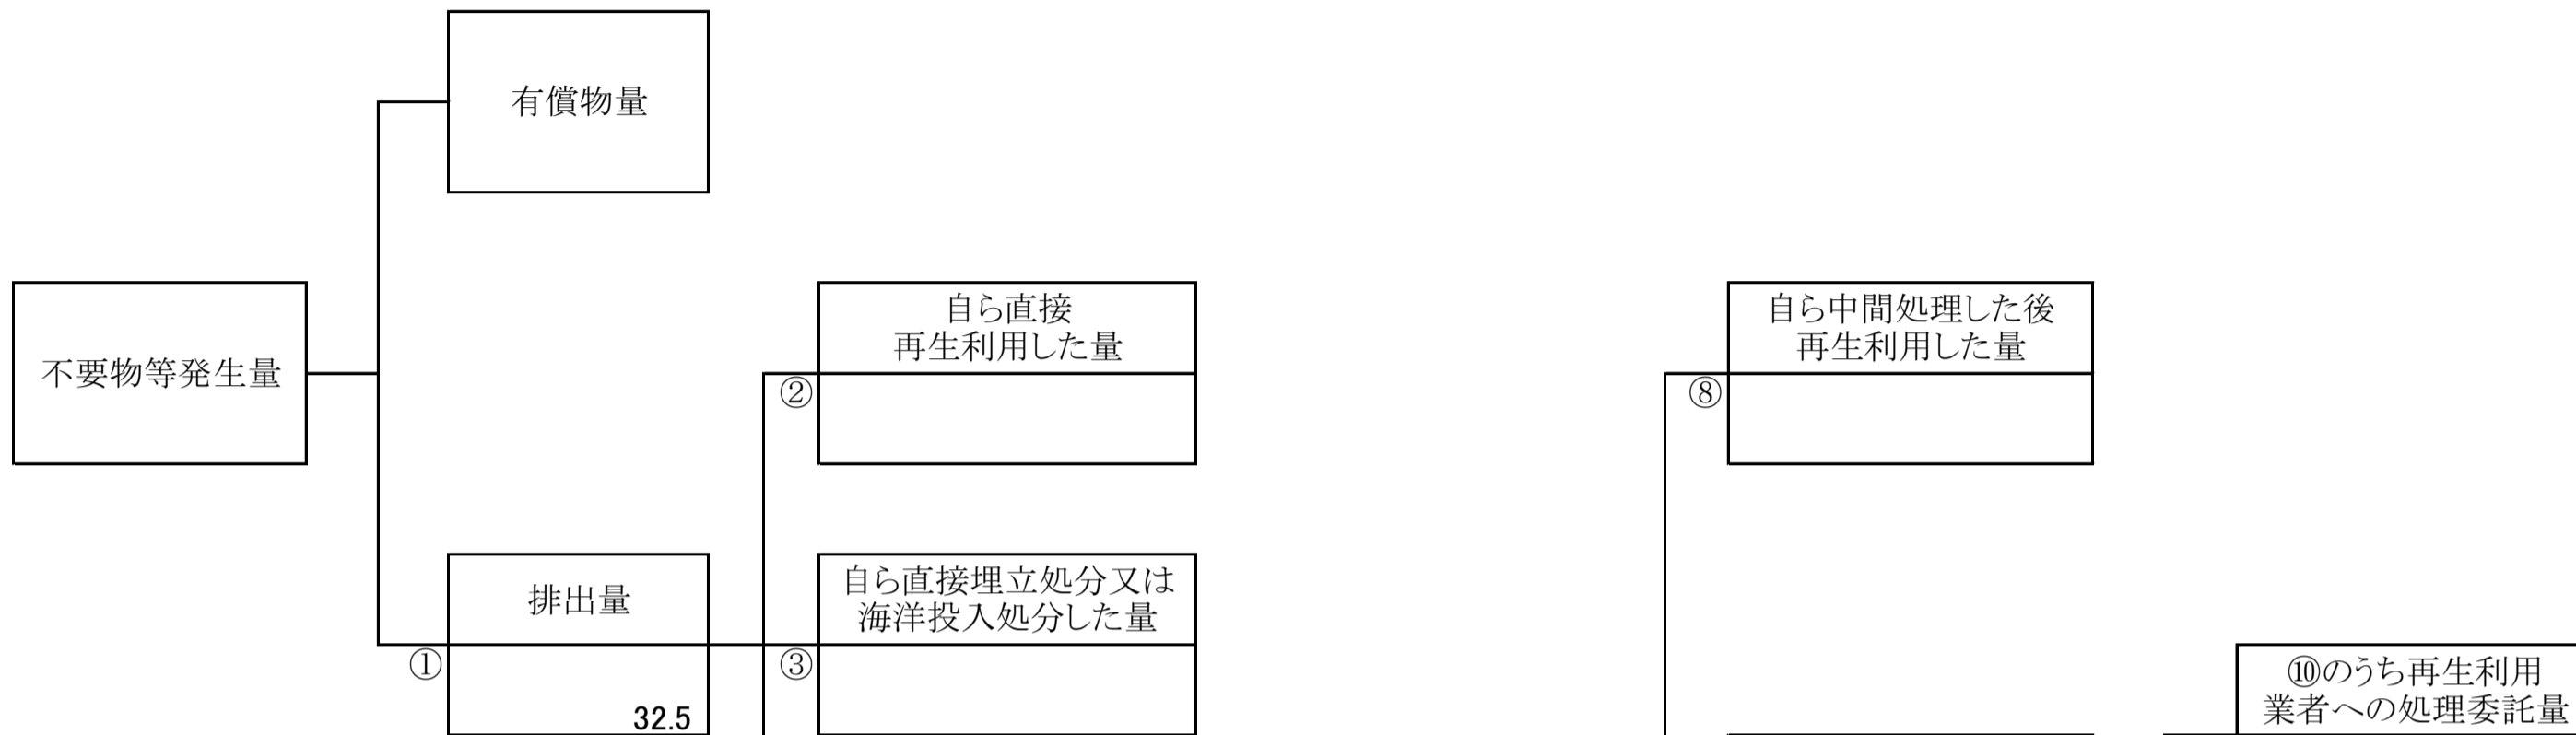 有償物量
不要物等発生量
自ら直接
再生利用した量
②
自ら中間処理した後
再生利用した量
⑧
排出量
①
32.5
自ら直接埋立処分又は
海洋投入処分した量
③
⑩のうち再生利用
業者への処理委託量